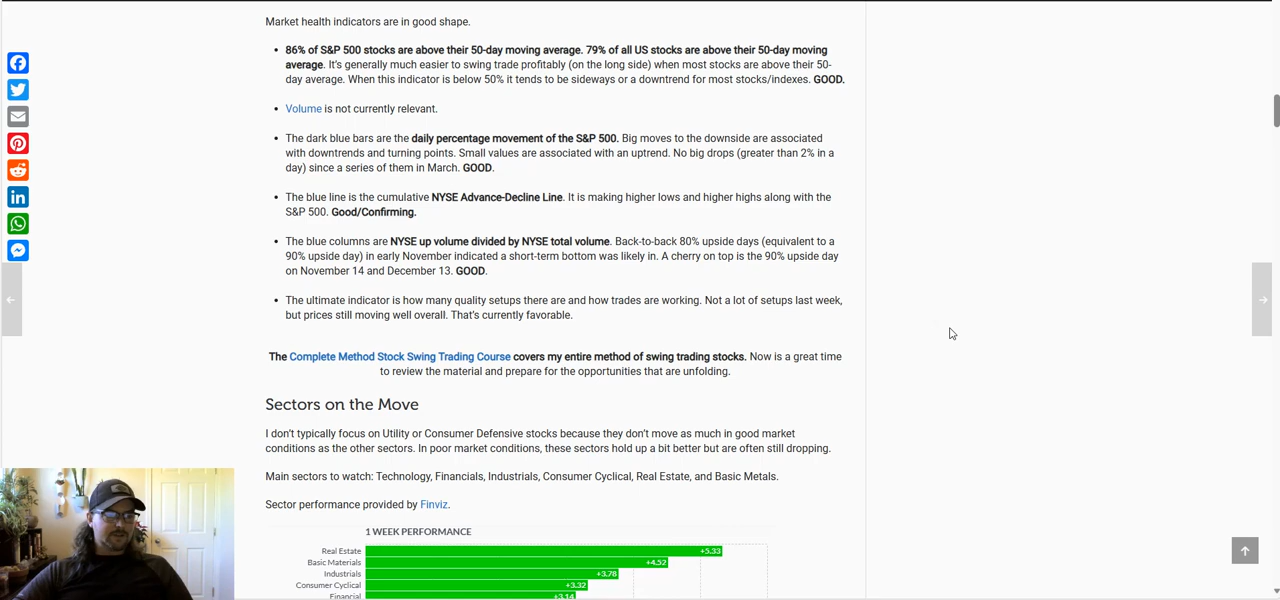 Market health indicators are in good shape.
86% of S&P 500 stocks are above their 50-day moving average. 79% of all US stocks are above their 50-day moving
average. It's generally much easier to swing trade profitably (on the long side) when most stocks are above their 50-
day average. When this indicator is below 50% it tends to be sideways or a downtrend for most stocks/indexes. GOOD.
Volume is not currently relevant.
The dark blue bars are the daily percentage movement of the S&P 500. Big moves to the downside are associated
with downtrends and turning points. Small values are associated with an uptrend. No big drops (greater than 2% in a
day) since a series of them in March. GOOD.
The blue line is the cumulative NYSE Advance-Decline Line. It is making higher lows and higher highs along with the
S&P 500. Good/Confirming.
The blue columns are NYSE up volume divided by NYSE total volume. Back-to-back 80% upside days (equivalent to a
90% upside day) in early November indicated a short-term bottom was likely in. A cherry on top is the 90% upside day
on November 14 and December 13. GOOD.
The ultimate indicator is how many quality setups there are and how trades are working. Not a lot of setups last week,
but prices still moving well overall. That's currently favorable.
The Complete Method Stock Swing Trading Course covers my entire method of swing trading stocks. Now is a great time
to review the material and prepare for the opportunities that are unfolding.
Sectors on the Move
I don't typically focus on Utility or Consumer Defensive stocks because they don't move as much in good market
conditions as the other sectors. In poor market conditions, these sectors hold up a bit better but are often still dropping.
Main sectors to watch: Technology, Financials, Industrials, Consumer Cyclical, Real Estate, and Basic Metals.
Sector performance provided by Finviz.
1 WEEK PERFORMANCE
Real Estate +5.33
Basic Materials +4.52
Industrials +3.78
Consumer Cyclical +3.32
Financial +3.14